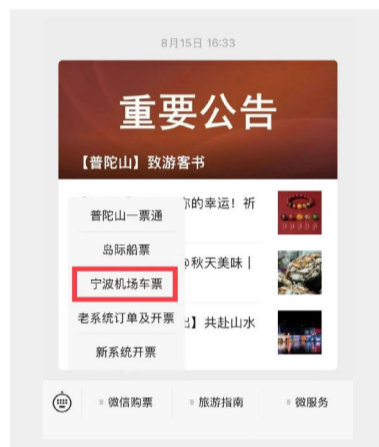 8月15日 16:33
重要公告
【普陀山】致游客书
你的幸运！祈
普陀山一票通
岛际船票
@秋天美味｜
宁波机场车票
老系统订单及开票
出】共赴山水
新系统开票
微信购票
旅游指南
微服务